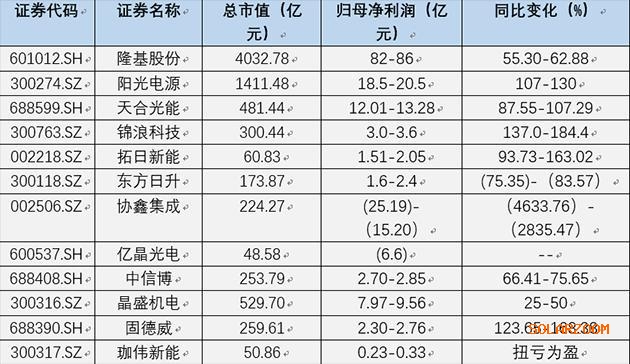 证券代码 证券名称 总市值（亿元） 归母净利润（亿元） 同比变化（%）
601012.SH 隆基股份 4032.78 82-86 55.30-62.88
300274.SZ 阳光电源 1411.48 18.5-20.5 107-130
688599.SH 天合光能 481.44 12.01-13.28 87.55-107.29
300763.SZ 锦浪科技 300.44 3.0-3.6 137.0-184.4
002218.SZ 拓日新能 60.83 1.51-2.05 93.73-163.02
300118.SZ 东方日升 173.87 1.6-2.4 (75.35)-（83.57）
002506.SZ 协鑫集成 224.27 (25.19)-（15.20） （4633.76）-（2835.47）
600537.SH 亿晶光电 48.58 (6.6) --
688408.SH 中信博 253.79 2.70-2.85 66.41-75.65
300316.SZ 晶盛机电 529.70 7.97-9.56 25-50
688390.SH 固德威 259.61 2.30-2.76 SOLARZOOM
300317.SZ 珈伟新能 50.86 0.23-0.33 扭亏为盈